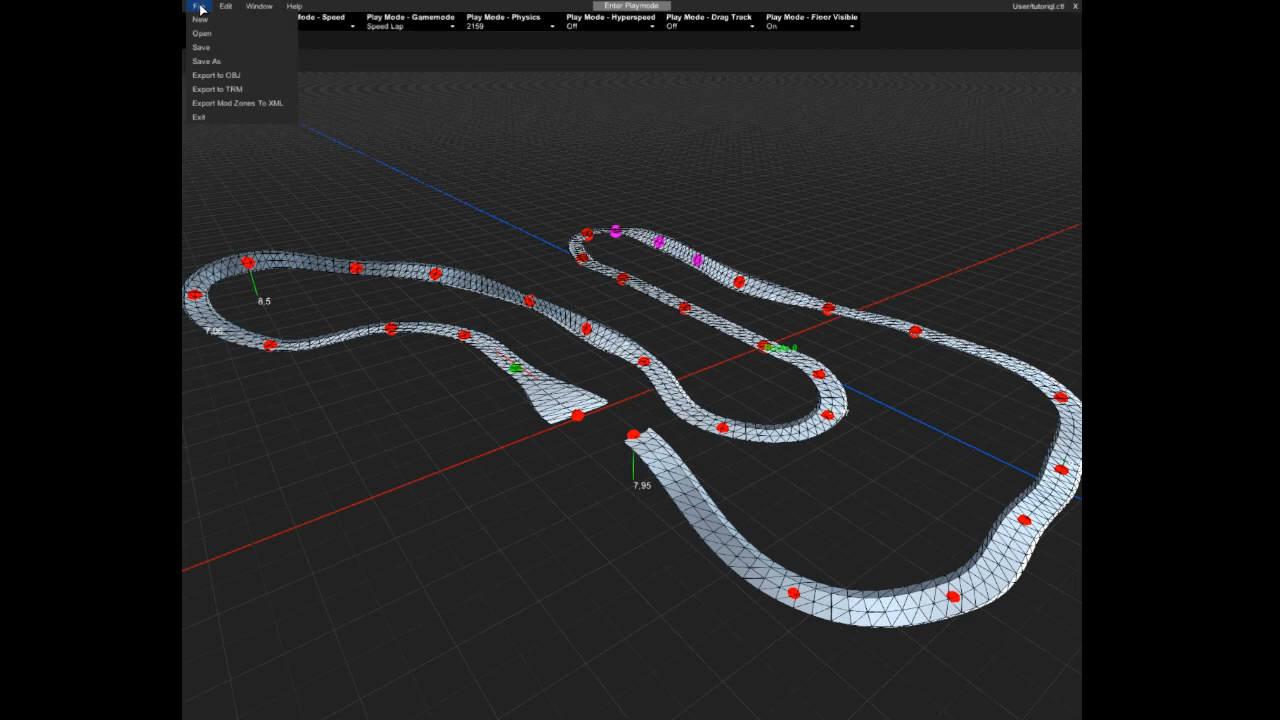 Edit Window Help
Enter Playmode
User/tutoriql.ctl X
Mode - Speed
Play Mode - Gamemode
Speed Lap
Play Mode - Physics
2159
Play Mode - Hyperspeed
Off
Play Mode - Drag Track
Off
Play Mode - Floor Visible
On
New
Open
Save
Save As
Export to OBJ
Export to TRM
Export Mod Zones To XML
Exit
8,5
7,00
7,95